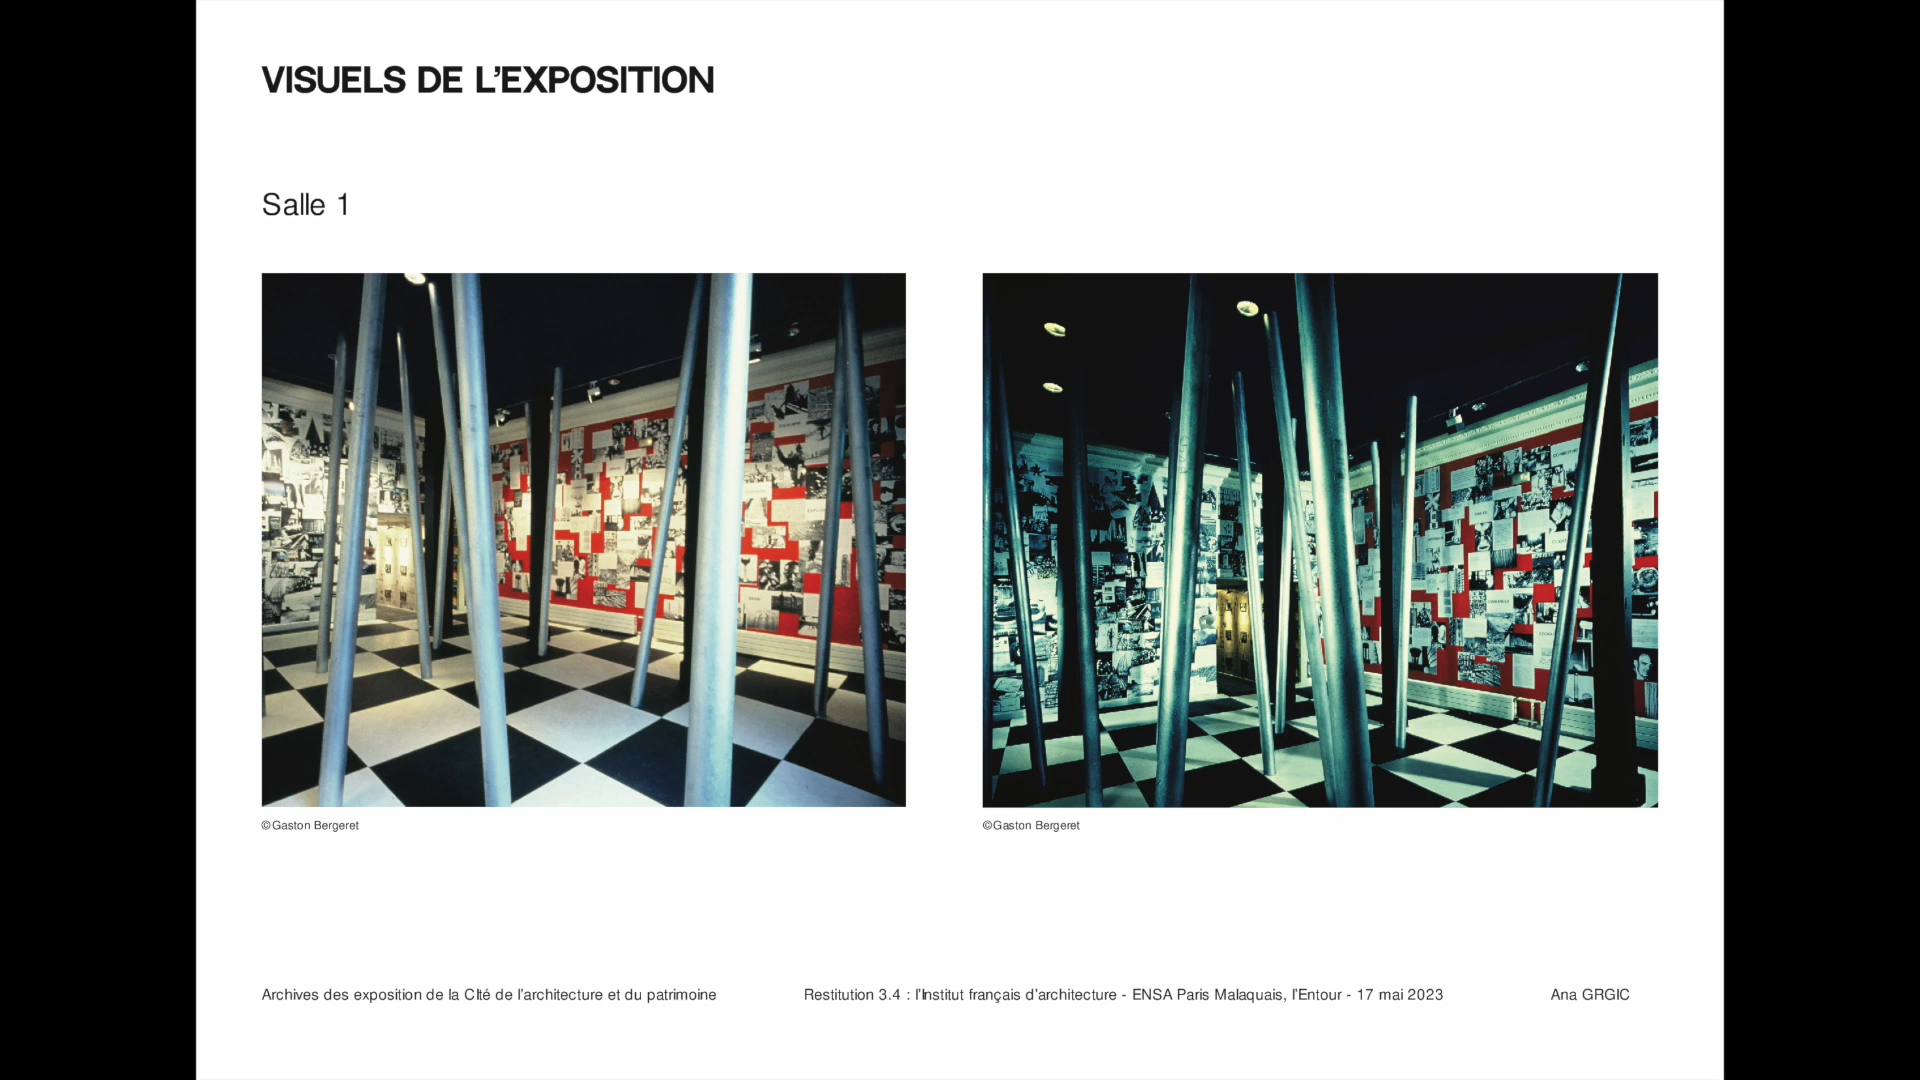 VISUELS DE L'EXPOSITION
Salle 1
©Gaston Bergeret
©Gaston Bergeret
Archives des exposition de la CIté de l'architecture et du patrimoine
Restitution 3.4 : l'Institut français d'architecture - ENSA Paris Malaquais, l'Entour - 17 mai 2023
Ana GRGIC